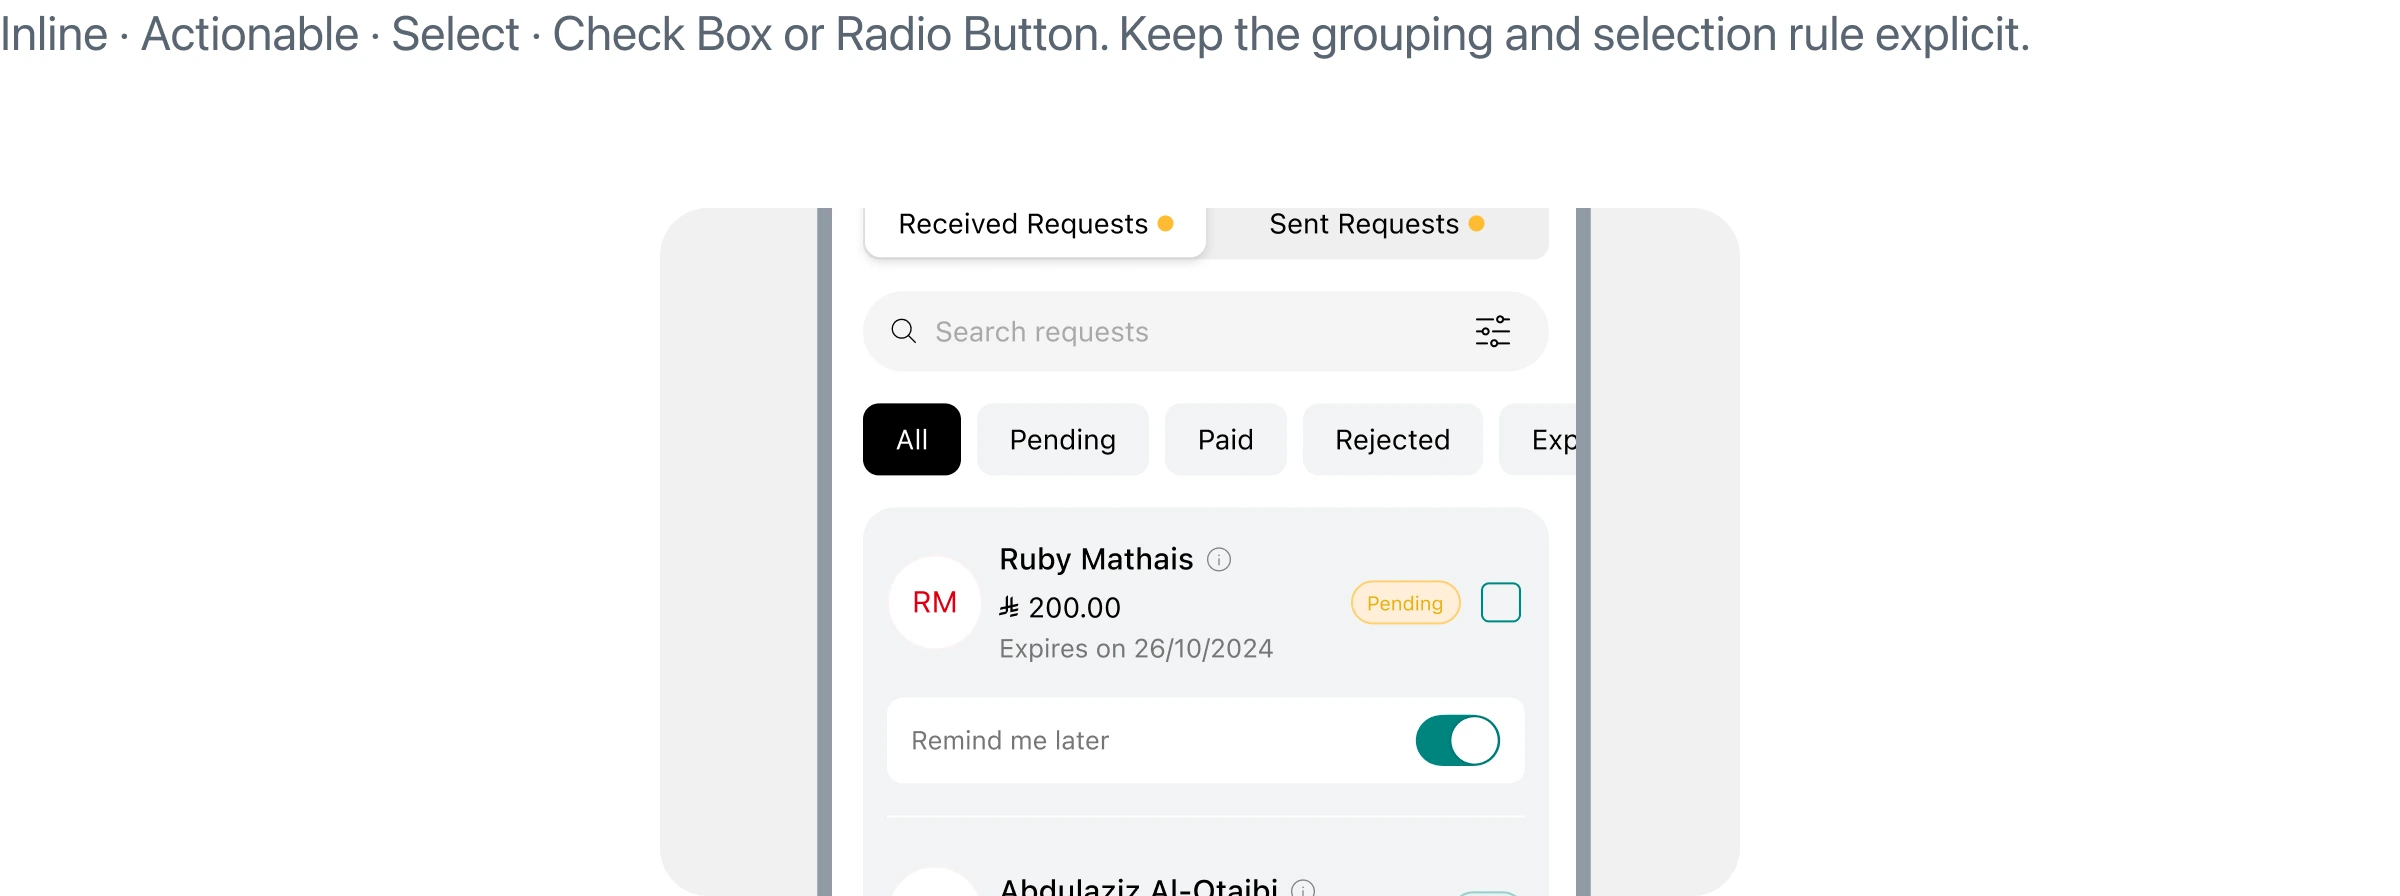 Inline · Actionable · Select · Check Box or Radio Button. Keep the grouping and selection rule explicit.
Received Requests
Sent Requests
Search requests
All
Pending
Paid
Rejected
Exp
Ruby Mathais
RM
⃁ 200.00
Pending
Expires on 26/10/2024
Remind me later
Abdulaziz Al-Otaibi